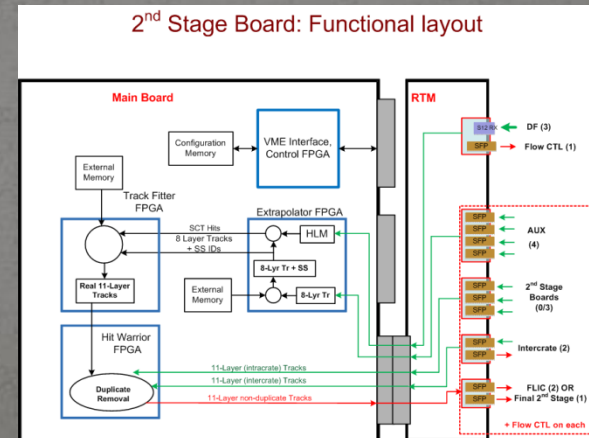 2nd Stage Board: Functional layout
Main Board
RTM
Configuration
Memory
VME Interface,
Control FPGA
S12 RX
DF (3)
SFP
Flow CTL (1)
External
Memory
Track Fitter
FPGA
Extrapolator FPGA
SCT Hits
8 Layer Tracks
+ SS IDs
HLM
8-Lyr Tr + SS
8-Lyr Tr
External
Memory
Real 11-Layer
Tracks
SFP
SFP
SFP
SFP
AUX
(4)
SFP
SFP
SFP
2nd Stage
Boards
(0/3)
Hit Warrior
FPGA
Duplicate
Removal
11-Layer (intracrate) Tracks
11-Layer (intercrate) Tracks
11-Layer non-duplicate Tracks
SFP
SFP
Intercrate (2)
SFP
SFP
FLIC (2) OR
Final 2nd Stage (1)
+ Flow CTL on each